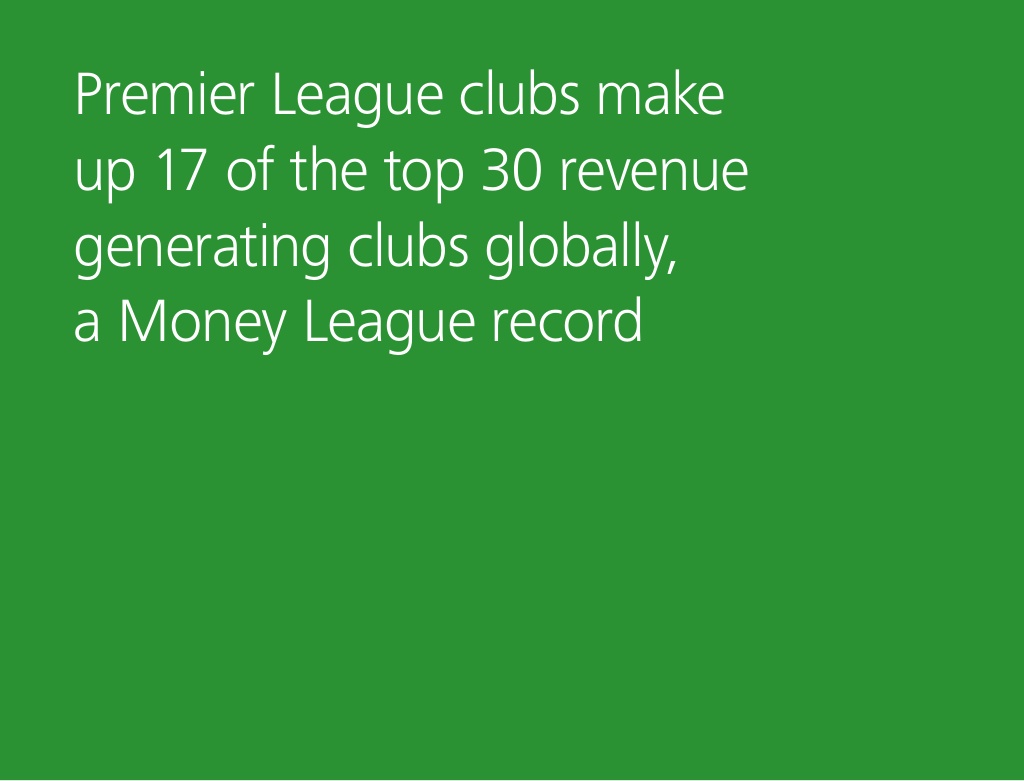 Premier League clubs make
up 17 of the top 30 revenue
generating clubs globally,
a Money League record